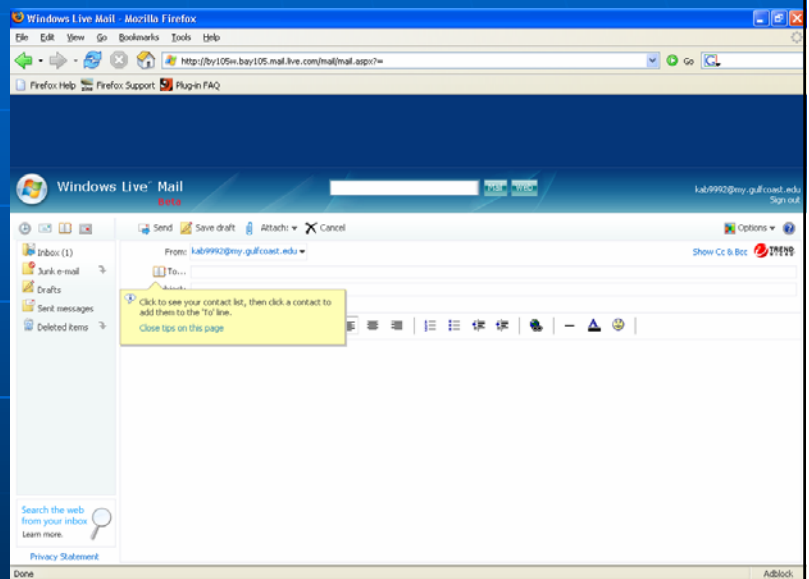 Windows Live Mail - Mozilla Firefox
File Edit View Go Bookmarks Tools Help
http://by105w.bay105.mail.live.com/mail/mail.aspx?= Go
Firefox Help Firefox Support Plug-in FAQ
Windows Live Mail Mail Web kab9992@my.gulfcoast.edu
Beta Sign out
Send Save draft Attach: Cancel Options
Inbox (1) From: kab9992@my.gulfcoast.edu Show Cc & Bcc TREND
Junk e-mail To...
Drafts
Sent messages
Deleted items
Click to see your contact list, then click a contact to
add them to the 'To' line.
Close tips on this page
Search the web
from your inbox
Learn more.
Privacy Statement
Done Adblock